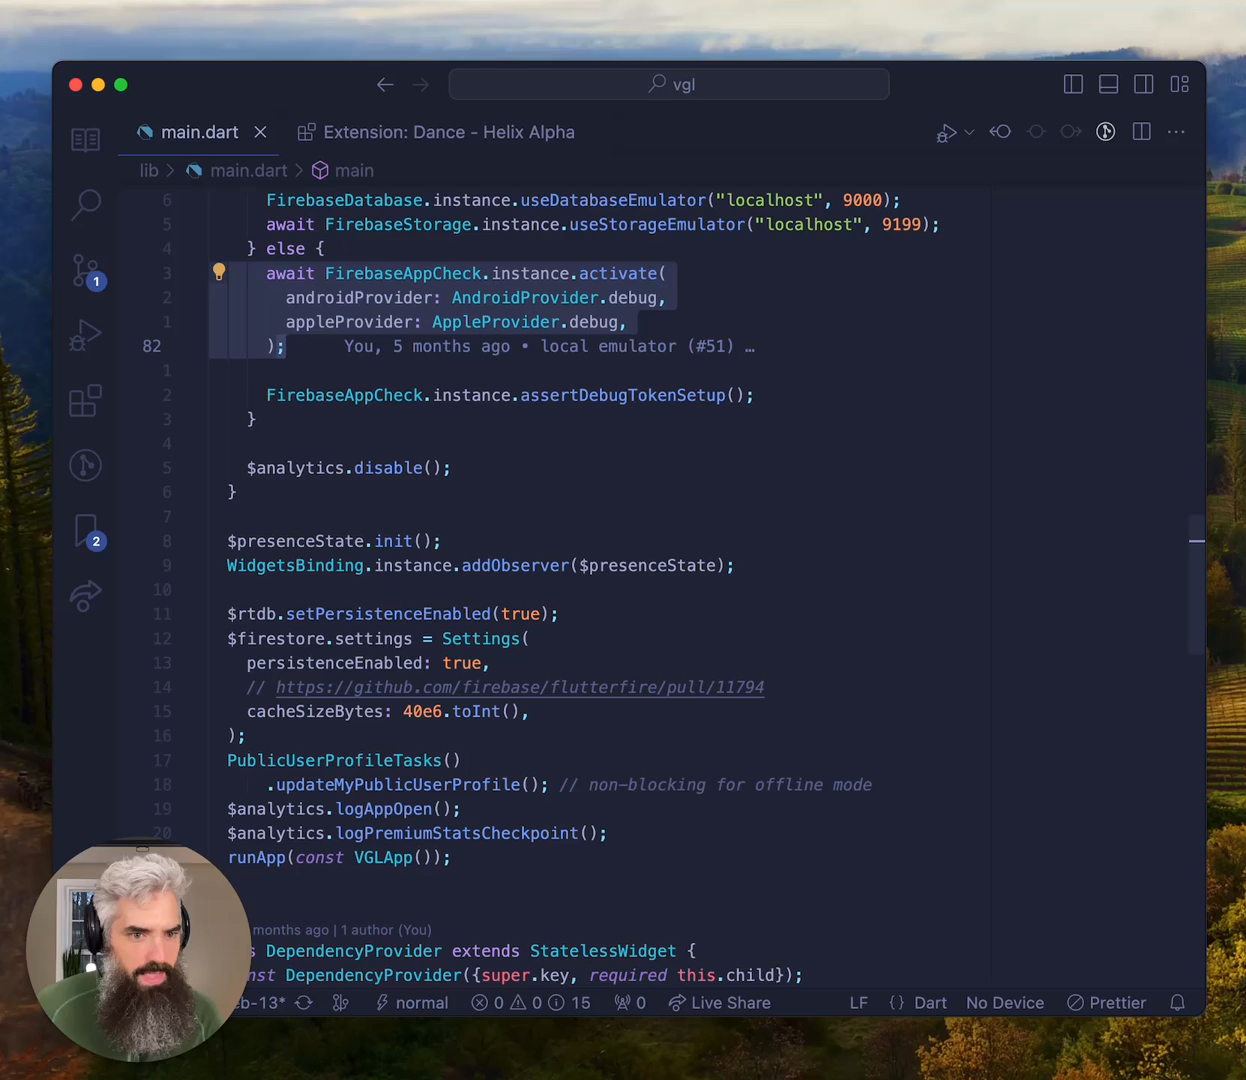 vgl
main.dart
Extension: Dance - Helix Alpha
lib > main.dart > main
6 FirebaseDatabase.instance.useDatabaseEmulator("localhost", 9000);
5 await FirebaseStorage.instance.useStorageEmulator("localhost", 9199);
4 } else {
3 await FirebaseAppCheck.instance.activate(
2 androidProvider: AndroidProvider.debug,
1 appleProvider: AppleProvider.debug,
82 ); You, 5 months ago • local emulator (#51) …
1
2 FirebaseAppCheck.instance.assertDebugTokenSetup();
3 }
4
5 $analytics.disable();
6 }
7
8 $presenceState.init();
9 WidgetsBinding.instance.addObserver($presenceState);
10
11 $rtdb.setPersistenceEnabled(true);
12 $firestore.settings = Settings(
13 persistenceEnabled: true,
14 // https://github.com/firebase/flutterfire/pull/11794
15 cacheSizeBytes: 40e6.toInt(),
16 );
17 PublicUserProfileTasks()
18 .updateMyPublicUserProfile(); // non-blocking for offline mode
19 $analytics.logAppOpen();
20 $analytics.logPremiumStatsCheckpoint();
runApp(const VGLApp());
months ago | 1 author (You)
DependencyProvider extends StatelessWidget {
DependencyProvider({super.key, required this.child});
1
2
eb-13* normal 0 0 15 0 Live Share LF {} Dart No Device Prettier